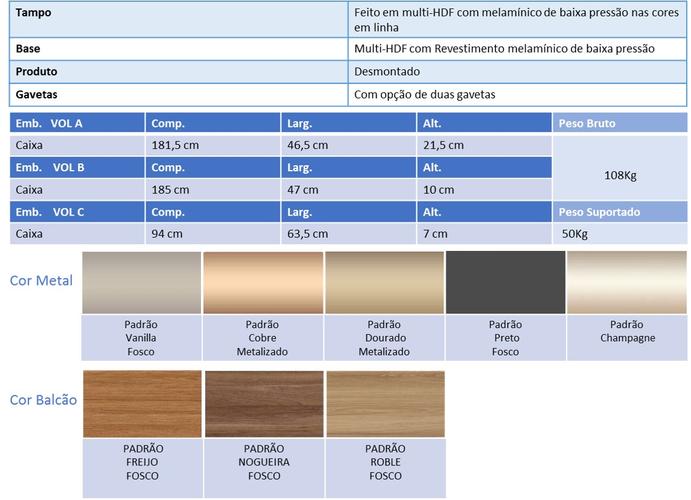 Tampo Feito em multi-HDF com melamínico de baixa pressão nas cores
em linha
Base Multi-HDF com Revestimento melamínico de baixa pressão
Produto Desmontado
Gavetas Com opção de duas gavetas
Emb. VOL A Comp. Larg. Alt. Peso Bruto
Caixa 181,5 cm 46,5 cm 21,5 cm
Emb. VOL B Comp. Larg. Alt.
108Kg
Caixa 185 cm 47 cm 10 cm
Emb. VOL C Comp. Larg. Alt. Peso Suportado
Caixa 94 cm 63,5 cm 7 cm 50Kg
Cor Metal
Padrão Padrão Padrão Padrão Padrão
Vanilla Cobre Dourado Preto Champagne
Fosco Metalizado Metalizado Fosco
Cor Balcão
PADRÃO PADRÃO PADRÃO
FREIJO NOGUEIRA ROBLE
FOSCO FOSCO FOSCO